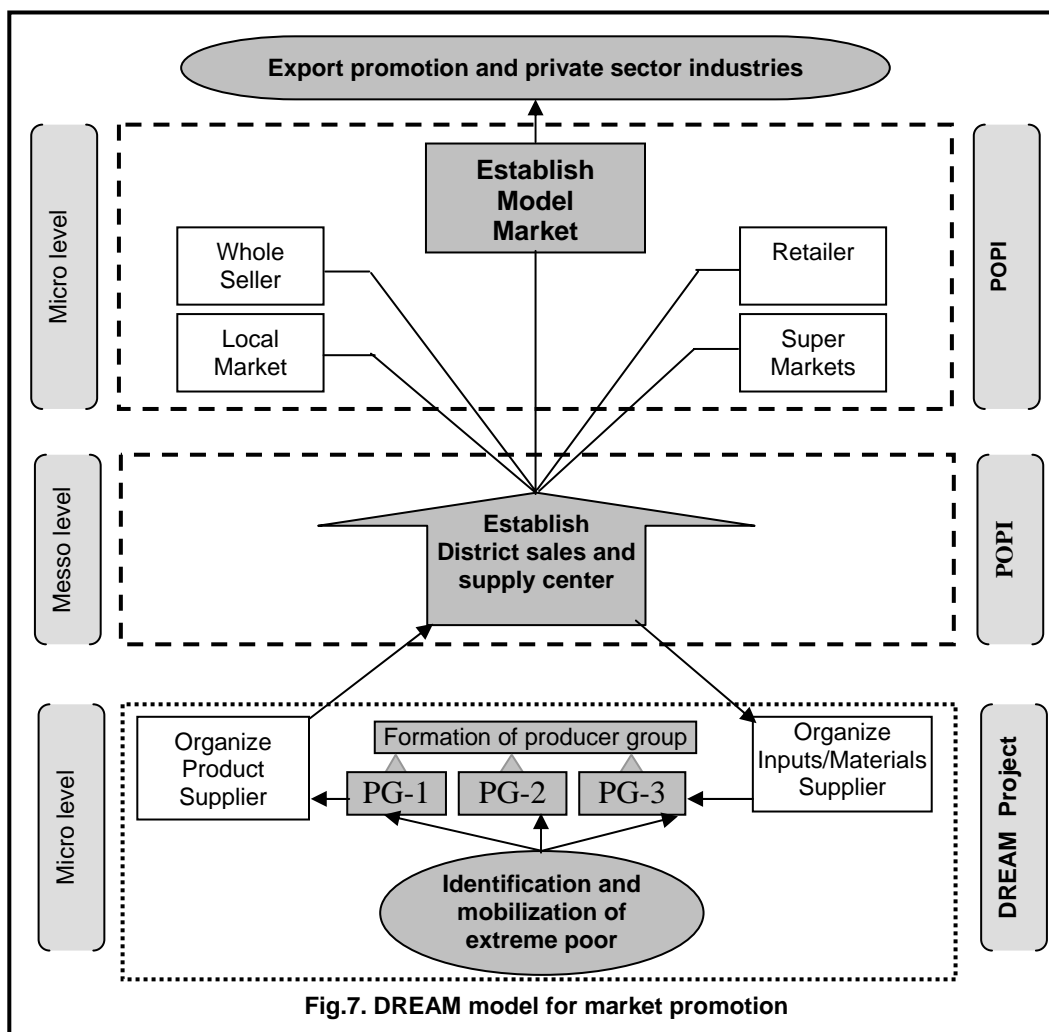 Export promotion and private sector industries
Micro level
Establish
Model
Market
Whole
Seller
Retailer
Local
Market
Super
Markets
POPI
Messo level
Establish
District sales and
supply center
POPI
Micro level
Organize
Product
Supplier
Formation of producer group
PG-1
PG-2
PG-3
Organize
Inputs/Materials
Supplier
Identification and
mobilization of
extreme poor
DREAM Project
Fig.7. DREAM model for market promotion